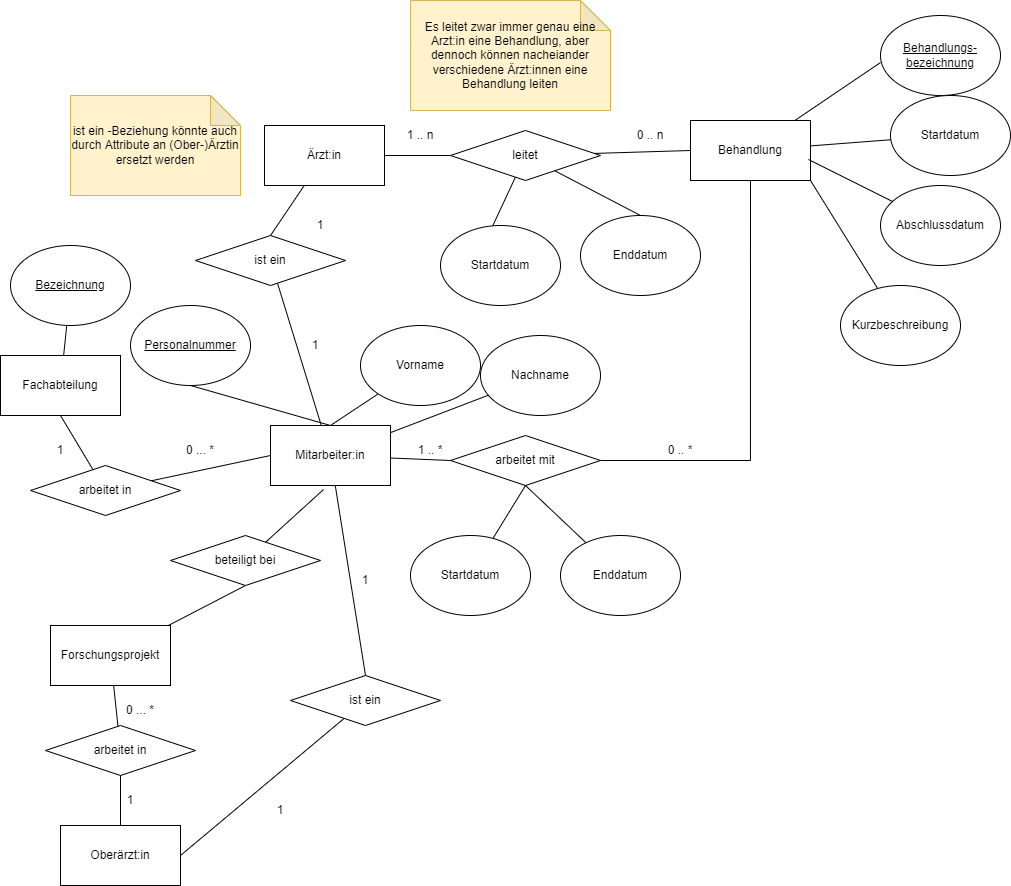 Es leitet zwar immer genau eine
Arzt:in eine Behandlung, aber
dennoch können nacheiander
verschiedene Ärzt:innen eine
Behandlung leiten
Behandlungs-
bezeichnung
ist ein -Beziehung könnte auch
durch Attribute an (Ober-)Ärztin
ersetzt werden
Ärzt:in
1 .. n
leitet
0 .. n
Behandlung
Startdatum
Abschlussdatum
Kurzbeschreibung
Startdatum
Enddatum
1
ist ein
1
Bezeichnung
Personalnummer
Vorname
Nachname
Fachabteilung
1
arbeitet in
0 ... *
Mitarbeiter:in
1 .. *
arbeitet mit
0 .. *
Startdatum
Enddatum
beteiligt bei
1
Forschungsprojekt
0 ... *
ist ein
arbeitet in
1
1
Oberärzt:in